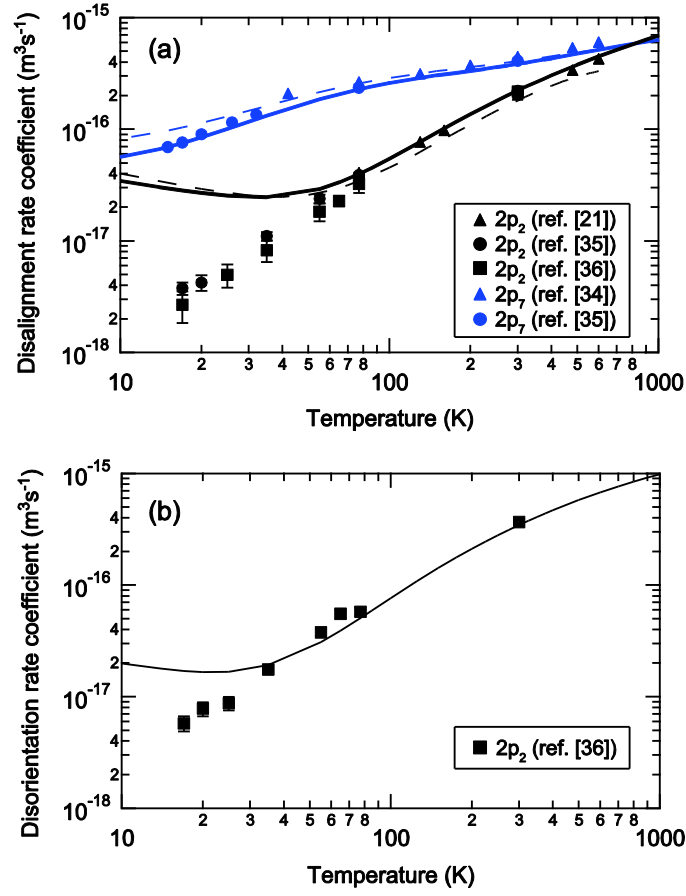 (a)
Disalignment rate coefficient (m³s⁻¹)
10⁻¹⁵
4
2
10⁻¹⁶
4
2
10⁻¹⁷
4
2
10⁻¹⁸
2p₂ (ref. [21])
2p₂ (ref. [35])
2p₂ (ref. [36])
2p₇ (ref. [34])
2p₇ (ref. [35])
10 2 3 4 5 6 7 8 100 2 3 4 5 6 7 8 1000
Temperature (K)
(b)
Disorientation rate coefficient (m³s⁻¹)
10⁻¹⁵
4
2
10⁻¹⁶
4
2
10⁻¹⁷
4
2
10⁻¹⁸
2p₂ (ref. [36])
10 2 3 4 5 6 7 8 100 2 3 4 5 6 7 8 1000
Temperature (K)